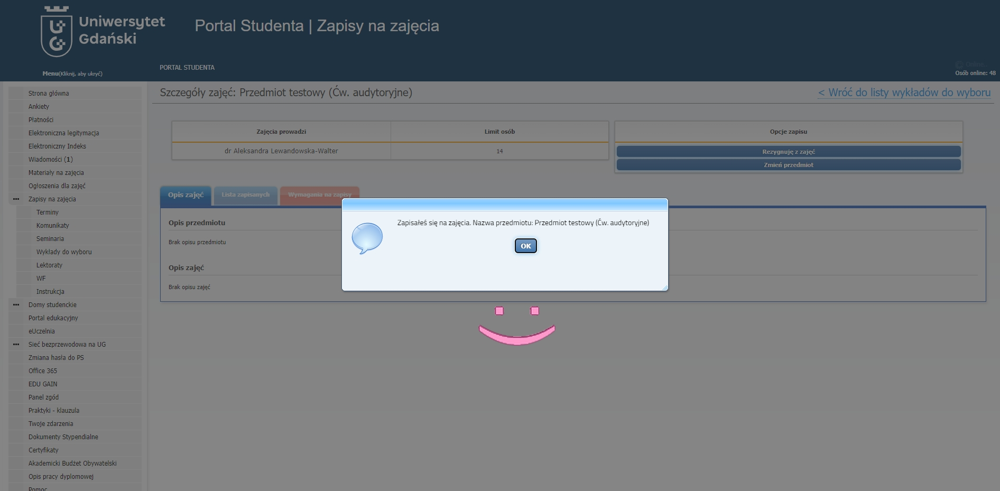 Uniwersytet
Gdański
Portal Studenta | Zapisy na zajęcia
Menu(Kliknij, aby ukryć)
PORTAL STUDENTA
Online..
Osób online: 48
Strona główna
Ankiety
Płatności
Elektroniczna legitymacja
Elektroniczny Indeks
Wiadomości (1)
Materiały na zajęcia
Ogłoszenia dla zajęć
Zapisy na zajęcia
Terminy
Komunikaty
Seminaria
Wykłady do wyboru
Lektoraty
WF
Instrukcja
Domy studenckie
Portal edukacyjny
eUczelnia
Sieć bezprzewodowa na UG
Zmiana hasła do PS
Office 365
EDU GAIN
Panel zgód
Praktyki - klauzula
Twoje zdarzenia
Dokumenty Stypendialne
Certyfikaty
Akademicki Budżet Obywatelski
Opis pracy dyplomowej
Pomoc
Szczegóły zajęć: Przedmiot testowy (Ćw. audytoryjne)
< Wróć do listy wykładów do wyboru
Zajęcia prowadzi
Limit osób
dr Aleksandra Lewandowska-Walter
14
Opcje zapisu
Rezygnuję z zajęć
Zmień przedmiot
Opis zajęć
Lista zapisanych
Wymagania na zapisy
Opis przedmiotu
Brak opisu przedmiotu
Opis zajęć
Brak opisu zajęć
Zapisałeś się na zajęcia. Nazwa przedmiotu: Przedmiot testowy (Ćw. audytoryjne)
OK